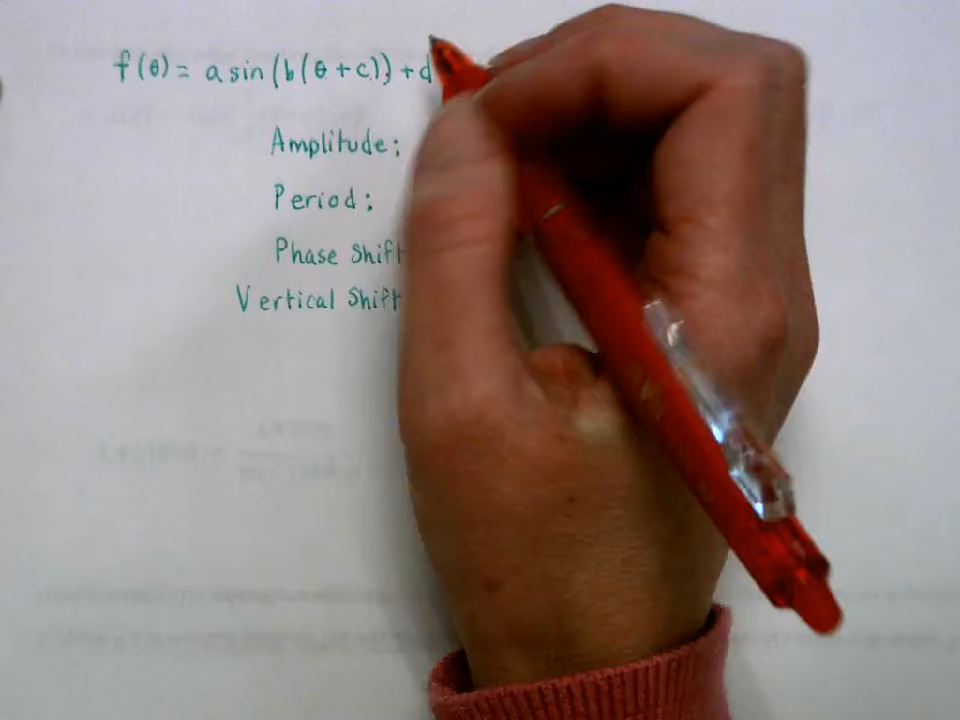 f(θ) = a sin(b(θ + c)) + d
Amplitude:
Period:
Phase Shift
Vertical Shift